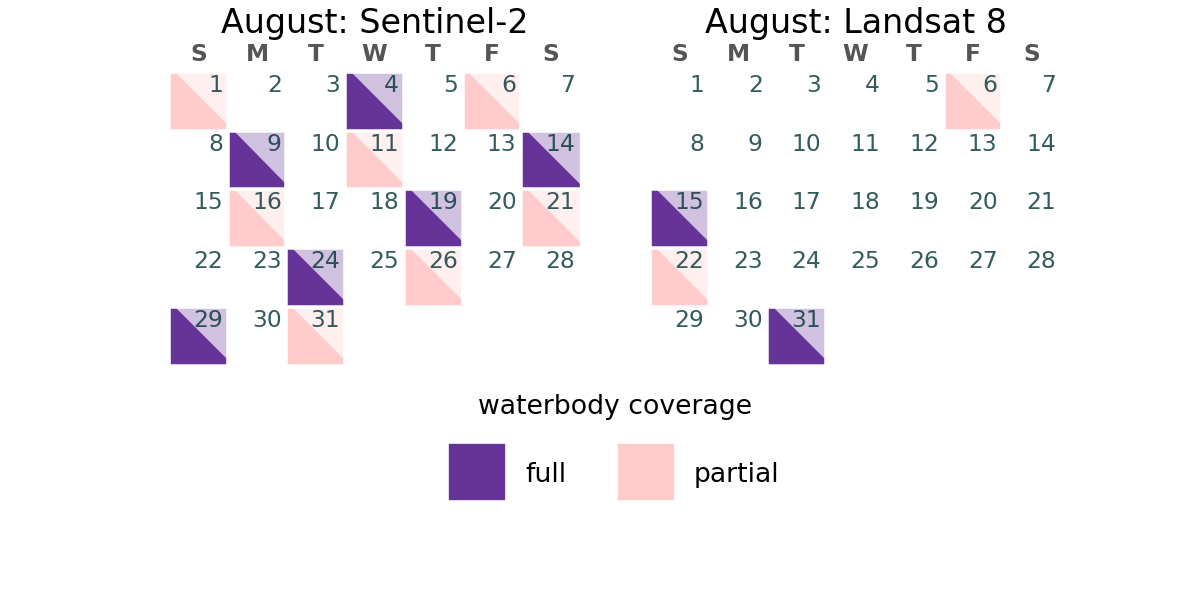 August: Sentinel-2
S M T W T F S
1 2 3 4 5 6 7
8 9 10 11 12 13 14
15 16 17 18 19 20 21
22 23 24 25 26 27 28
29 30 31
August: Landsat 8
S M T W T F S
1 2 3 4 5 6 7
8 9 10 11 12 13 14
15 16 17 18 19 20 21
22 23 24 25 26 27 28
29 30 31
waterbody coverage
full partial